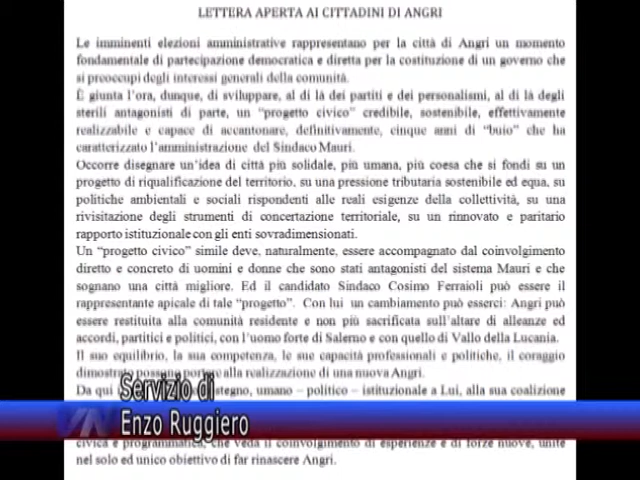 LETTERA APERTA AI CITTADINI DI ANGRI
Le imminenti elezioni amministrative rappresentano per la città di Angri un momento
fondamentale di partecipazione democratica e diretta per la costituzione di un governo che
si preoccupi degli interessi generali della comunità.
È giunta l'ora, dunque, di sviluppare, al di là dei partiti e dei personalismi, al di là degli
sterili antagonisti di parte, un "progetto civico" credibile, sostenibile, effettivamente
realizzabile e capace di accantonare, definitivamente, cinque anni di "buio" che ha
caratterizzato l'amministrazione del Sindaco Mauri.
Occorre disegnare un'idea di città più solidale, più umana, più coesa che si fondi su un
progetto di riqualificazione del territorio, su una pressione tributaria sostenibile ed equa, su
politiche ambientali e sociali rispondenti alle reali esigenze della collettività, su una
rivisitazione degli strumenti di concertazione territoriale, su un rinnovato e paritario
rapporto istituzionale con gli enti sovradimensionati.
Un "progetto civico" simile deve, naturalmente, essere accompagnato dal coinvolgimento
diretto e concreto di uomini e donne che sono stati antagonisti del sistema Mauri e che
sognano una città migliore. Ed il candidato Sindaco Cosimo Ferraioli può essere il
rappresentante apicale di tale "progetto". Con lui un cambiamento può esserci: Angri può
essere restituita alla comunità residente e non più sacrificata sull'altare di alleanze ed
accordi, partitici e politici, con l'uomo forte di Salerno e con quello di Vallo della Lucania.
Il suo equilibrio, la sua competenza, le sue capacità professionali e politiche, il coraggio
dimostrato possono portare alla realizzazione di una nuova Angri.
Da qui umano – politico – istituzionale a Lui, alla sua coalizione
Servizio di
Enzo Ruggiero
civica e programmatica, che veda il coinvolgimento di esperienze e di forze nuove, unite
nel solo ed unico obiettivo di far rinascere Angri.